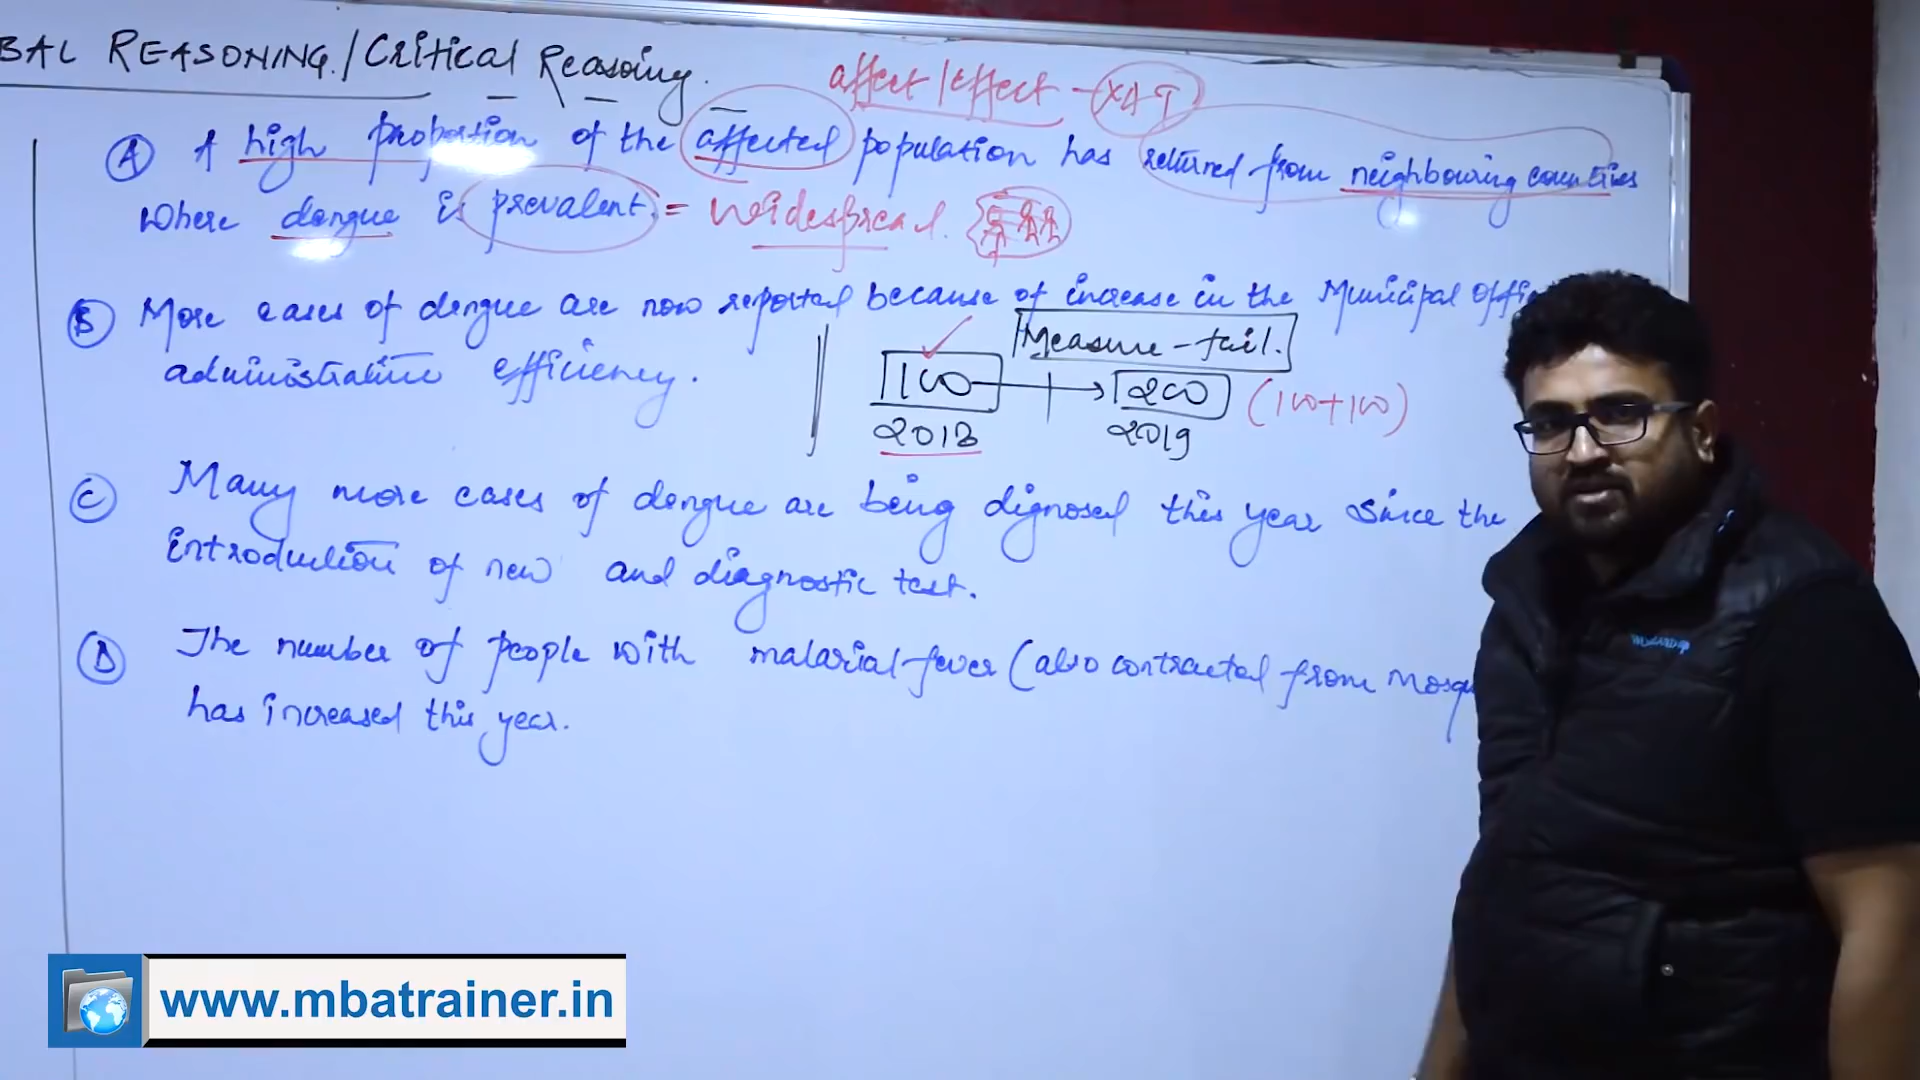 BAL REASONING./Critical Reasoing.
affect/effect - XAT
A A high proportion of the affected population has returned from neighbouring countries
where dengue is prevalent. = Widespread.
B More cases of dengue are now reported because of increase in the Municipal
administrative efficiency.
Measure - fail.
100 200 (100+100)
2018 2019
C Many more cases of dengue are being dignosed this year since the
introduction of new and diagnostic test.
D The number of people with malarial fever (also contracted from
has increased this year.
www.mbatrainer.in